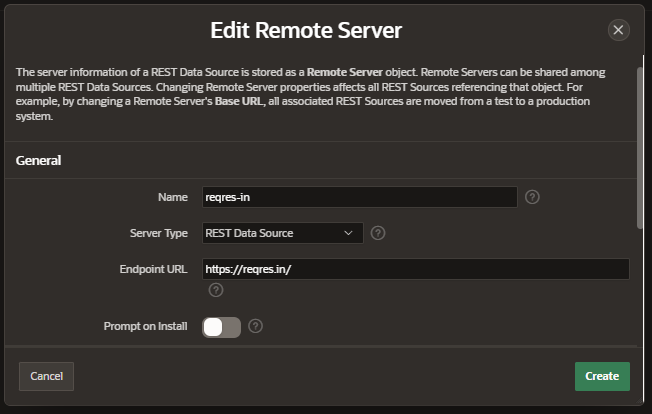 Edit Remote Server
The server information of a REST Data Source is stored as a Remote Server object. Remote Servers can be shared among
multiple REST Data Sources. Changing Remote Server properties affects all REST Sources referencing that object. For
example, by changing a Remote Server's Base URL, all associated REST Sources are moved from a test to a production
system.
General
Name reqres-in ?
Server Type REST Data Source ?
Endpoint URL https://reqres.in/
?
Prompt on Install ?
Cancel Create